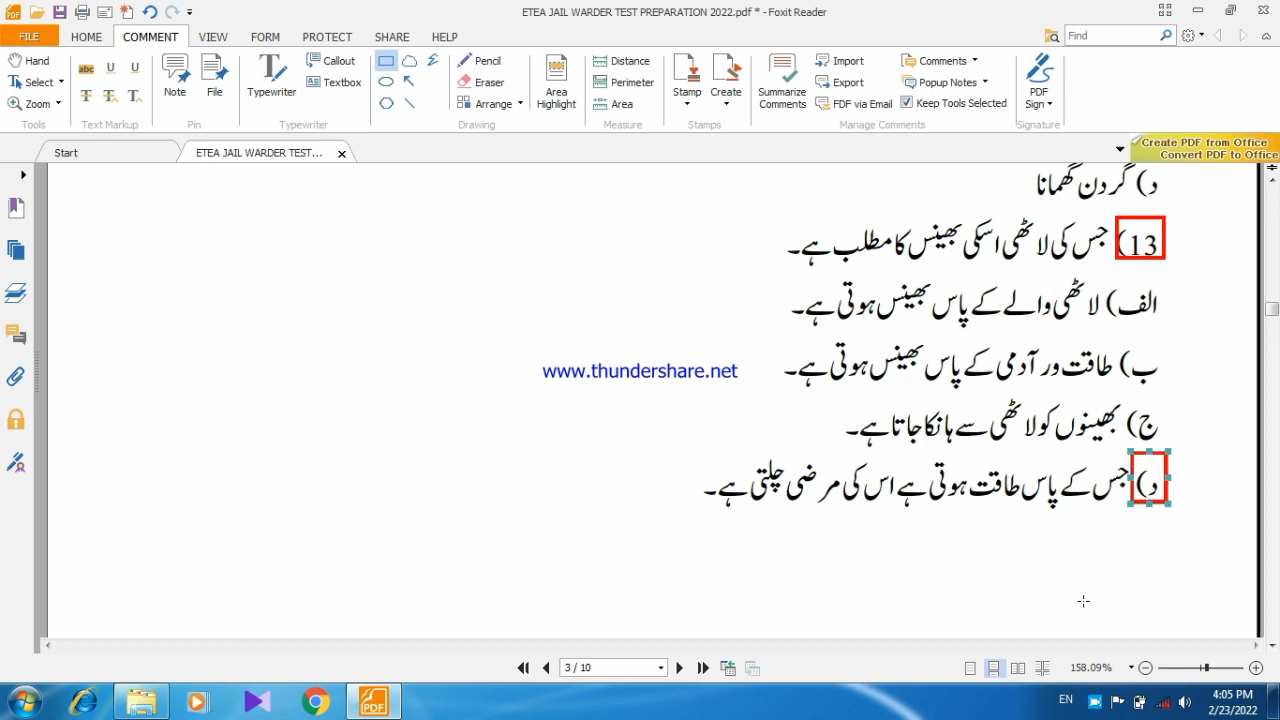 ETEA JAIL WARDER TEST PREPARATION 2022.pdf * - Foxit Reader
FILE HOME COMMENT VIEW FORM PROTECT SHARE HELP Find
Hand Select Zoom Tools
Text Markup
Note File Pin
Typewriter Callout Textbox Typewriter
Pencil Eraser Arrange Drawing
Area Highlight
Distance Perimeter Area Measure
Stamp Create Stamps
Summarize Comments Import Export FDF via Email Comments Popup Notes Keep Tools Selected Manage Comments
PDF Sign Signature
Start ETEA JAIL WARDER TEST...
Create PDF from Office
Convert PDF to Office
د) گردن گھمانا
13) جس کی لاٹھی اسکی بھینس کا مطلب ہے۔
الف) لاٹھی والے کے پاس بھینس ہوتی ہے۔
ب) طاقت ور آدمی کے پاس بھینس ہوتی ہے۔
www.thundershare.net
ج) بھینسوں کو لاٹھی سے ہانکا جاتا ہے۔
د) جس کے پاس طاقت ہوتی ہے اس کی مرضی چلتی ہے۔
3 / 10 158.09%
EN 4:05 PM
2/23/2022